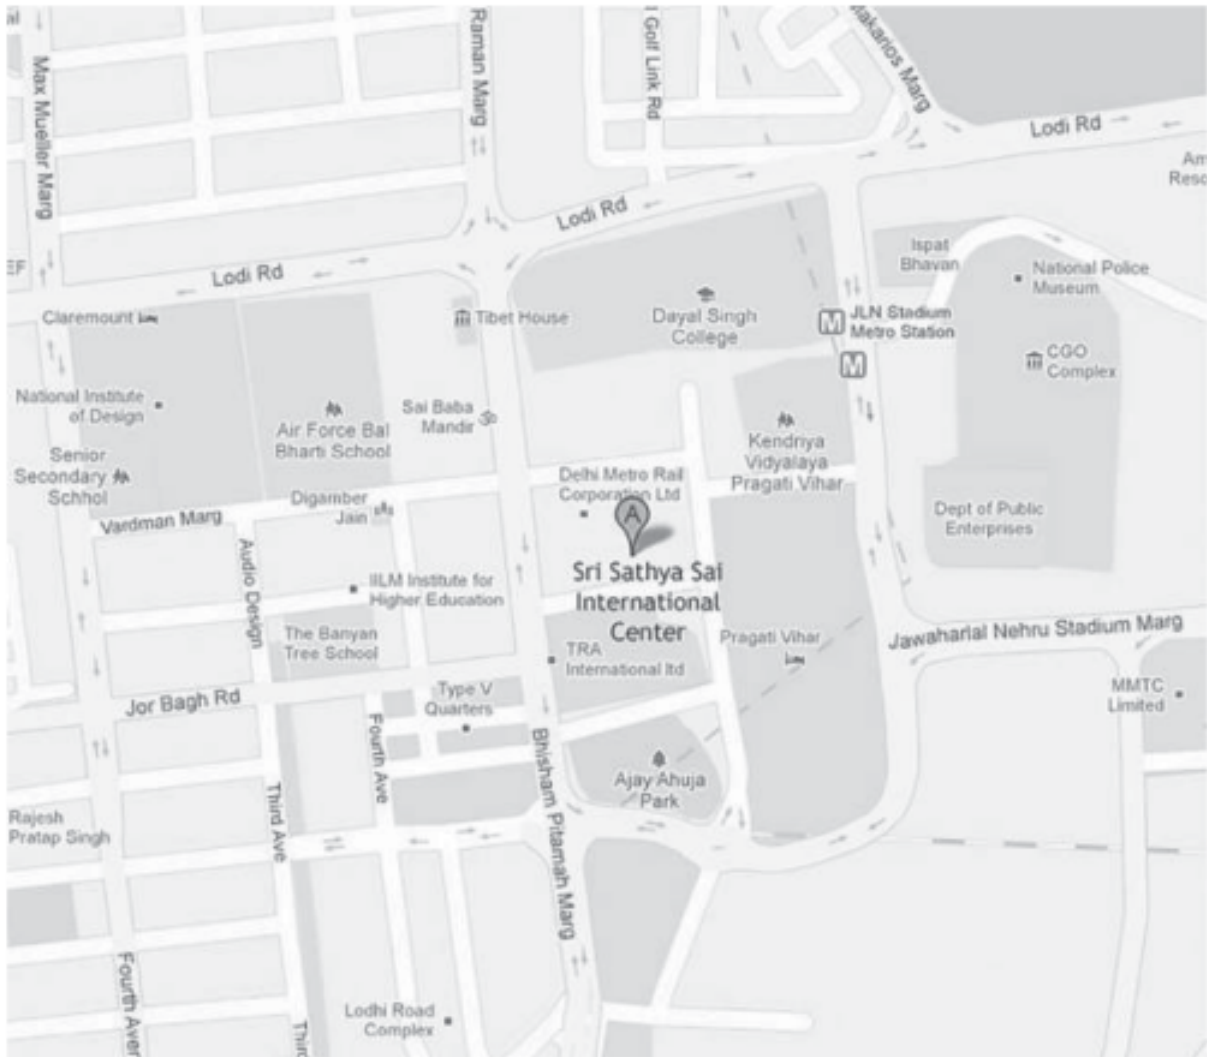 Max Mueller Marg
Raman Marg
Golf Link Rd
Makarios Marg
Lodi Rd
Lodi Rd
Lodi Rd
EF
Claremount
Tibet House
Dayal Singh
College
JLN Stadium
Metro Station
M
M
Ispat
Bhavan
National Police
Museum
CGO
Complex
National Institute
of Design
Air Force Bal
Bharti School
Sai Baba
Mandir
Senior
Secondary
Schhol
Kendriya
Vidyalaya
Pragati Vihar
Digamber
Jain
Delhi Metro Rail
Corporation Ltd
A
Dept of Public
Enterprises
Vardman Marg
Audio Design
IILM Institute for
Higher Education
Sri Sathya Sai
International
Center
The Banyan
Tree School
TRA
International ltd
Pragati Vihar
Jawaharlal Nehru Stadium Marg
Jor Bagh Rd
Type V
Quarters
MMTC
Limited
Fourth Ave
Bhisham Pitamah Marg
Ajay Ahuja
Park
Third Ave
Rajesh
Pratap Singh
Fourth Aven
Lodhi Road
Complex
Third